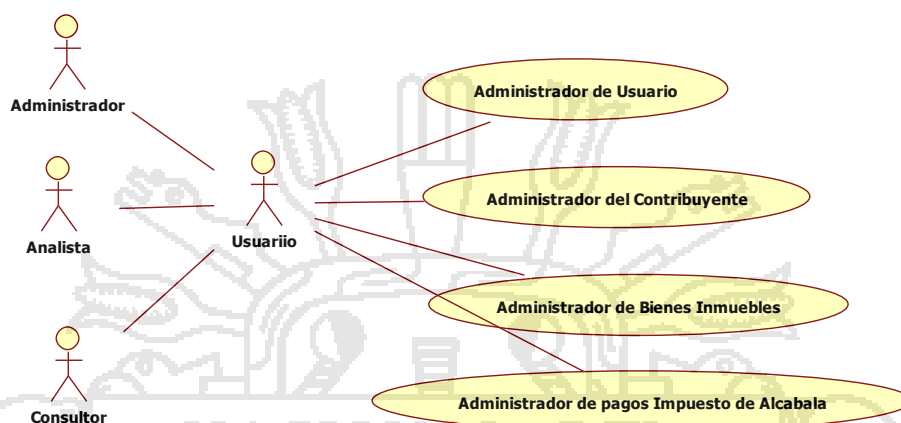 Administrador
Analista
Consultor
Usuariio
Administrador de Usuario
Administrador del Contribuyente
Administrador de Bienes Inmuebles
Administrador de pagos Impuesto de Alcabala